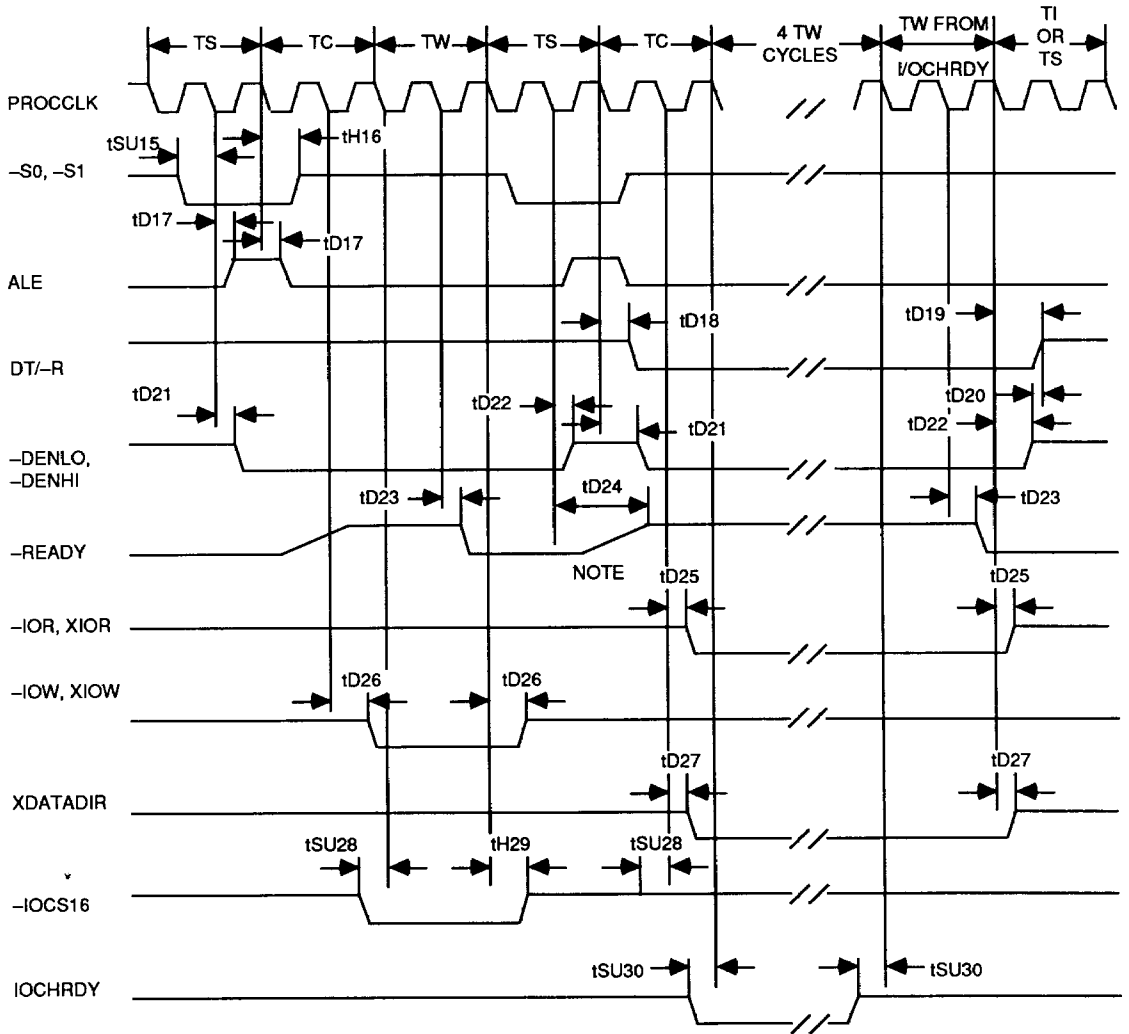 TS TC TW TS TC 4 TW CYCLES TW FROM I/OCHRDY TI OR TS
PROCCLK
tSU15 tH16
–S0, –S1
tD17 tD17
ALE
tD18 tD19
DT/–R
tD21 tD22 tD21 tD20 tD22
–DENLO, –DENHI
tD23 tD24 tD23
–READY
NOTE
tD25 tD25
–IOR, XIOR
tD26 tD26
–IOW, XIOW
tD27 tD27
XDATADIR
tSU28 tH29 tSU28
–IOCS16
tSU30 tSU30
IOCHRDY